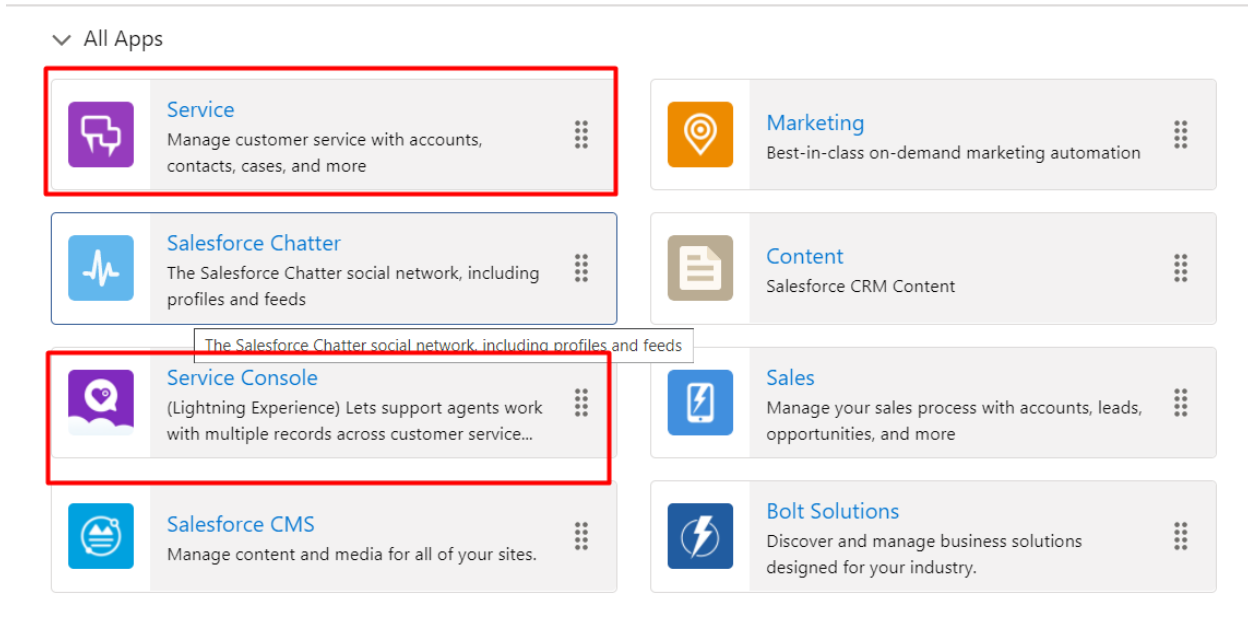 All Apps
Service
Manage customer service with accounts,
contacts, cases, and more
Marketing
Best-in-class on-demand marketing automation
Salesforce Chatter
The Salesforce Chatter social network, including
profiles and feeds
Content
Salesforce CRM Content
The Salesforce Chatter social network, including profiles and feeds
Service Console
(Lightning Experience) Lets support agents work
with multiple records across customer service...
Sales
Manage your sales process with accounts, leads,
opportunities, and more
Salesforce CMS
Manage content and media for all of your sites.
Bolt Solutions
Discover and manage business solutions
designed for your industry.